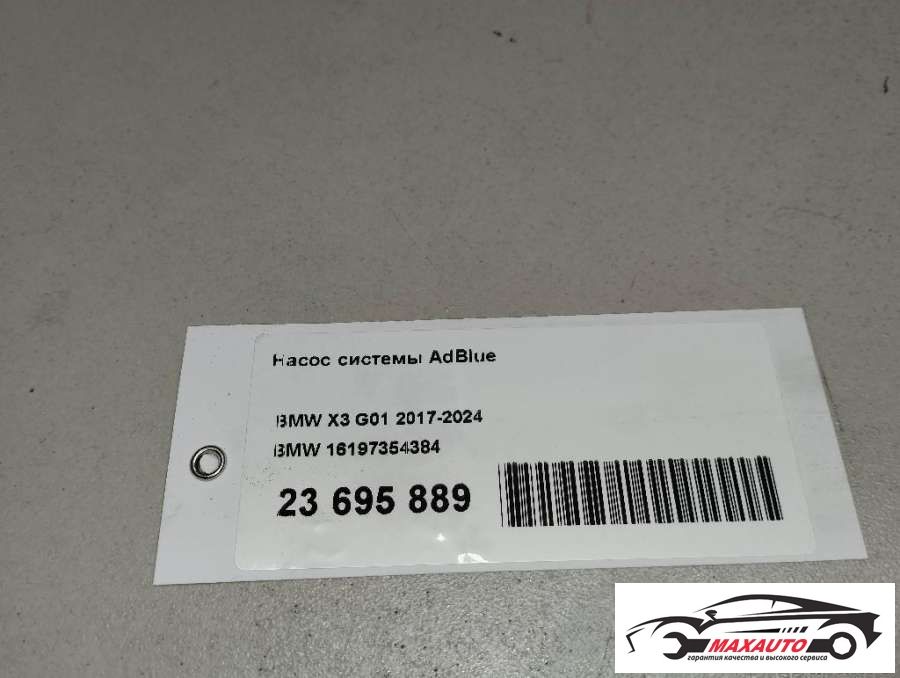 Насос системы AdBlue
BMW X3 G01 2017-2024
BMW 16197354384
23 695 889
MAXAUTO
гарантия качества и высокого сервиса